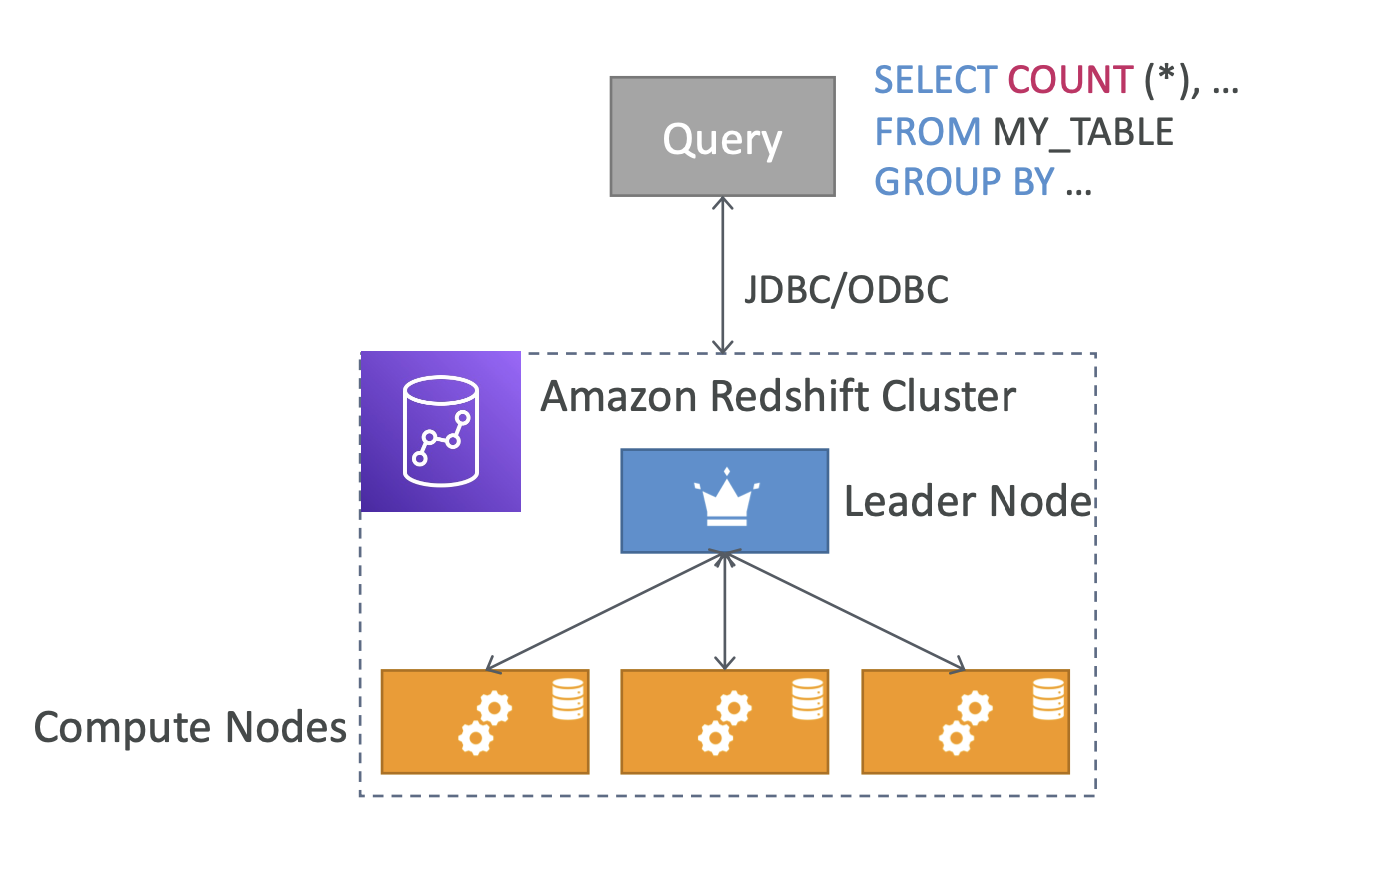 Query
SELECT COUNT (*), ...
FROM MY_TABLE
GROUP BY ...
JDBC/ODBC
Amazon Redshift Cluster
Leader Node
Compute Nodes